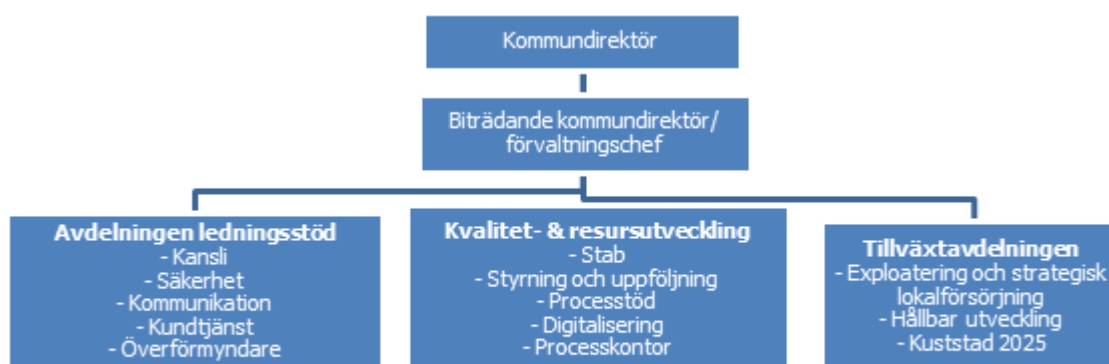 Kommundirektör
Biträdande kommundirektör/
förvaltningschef
Avdelningen ledningsstöd
- Kansli
- Säkerhet
- Kommunikation
- Kundtjänst
- Överförmyndare
Kvalitet- & resursutveckling
- Stab
- Styrning och uppföljning
- Processtöd
- Digitalisering
- Processkontor
Tillväxtavdelningen
- Exploatering och strategisk
lokalförsörjning
- Hållbar utveckling
- Kuststad 2025